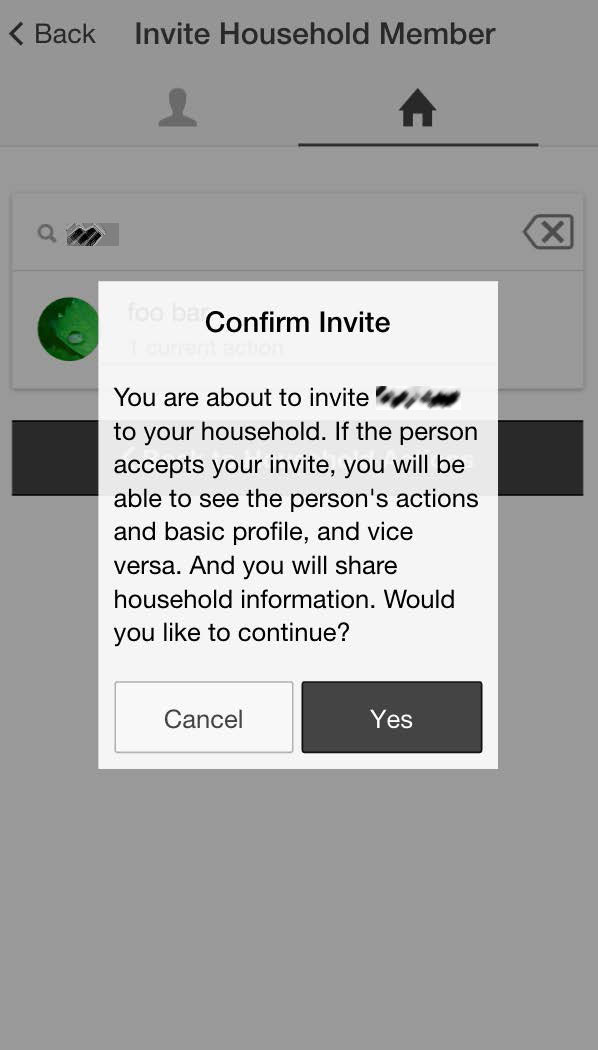 Back Invite Household Member
foo bar
1 current action
Confirm Invite
You are about to invite
to your household. If the person
accepts your invite, you will be
able to see the person's actions
and basic profile, and vice
versa. And you will share
household information. Would
you like to continue?
Cancel Yes